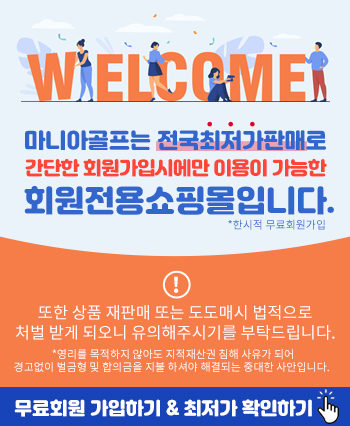 WELCOME
마니아골프는 전국최저가판매로
간단한 회원가입시에만 이용이 가능한
회원전용쇼핑몰입니다.
*한시적 무료회원가입
또한 상품 재판매 또는 도도매시 법적으로
처벌 받게 되오니 유의해주시기를 부탁드립니다.
*영리를 목적하지 않아도 지적재산권 침해 사유가 되어
경고없이 벌금형 및 합의금을 지불 하셔야 해결되는 중대한 사안입니다.
무료회원 가입하기 & 최저가 확인하기